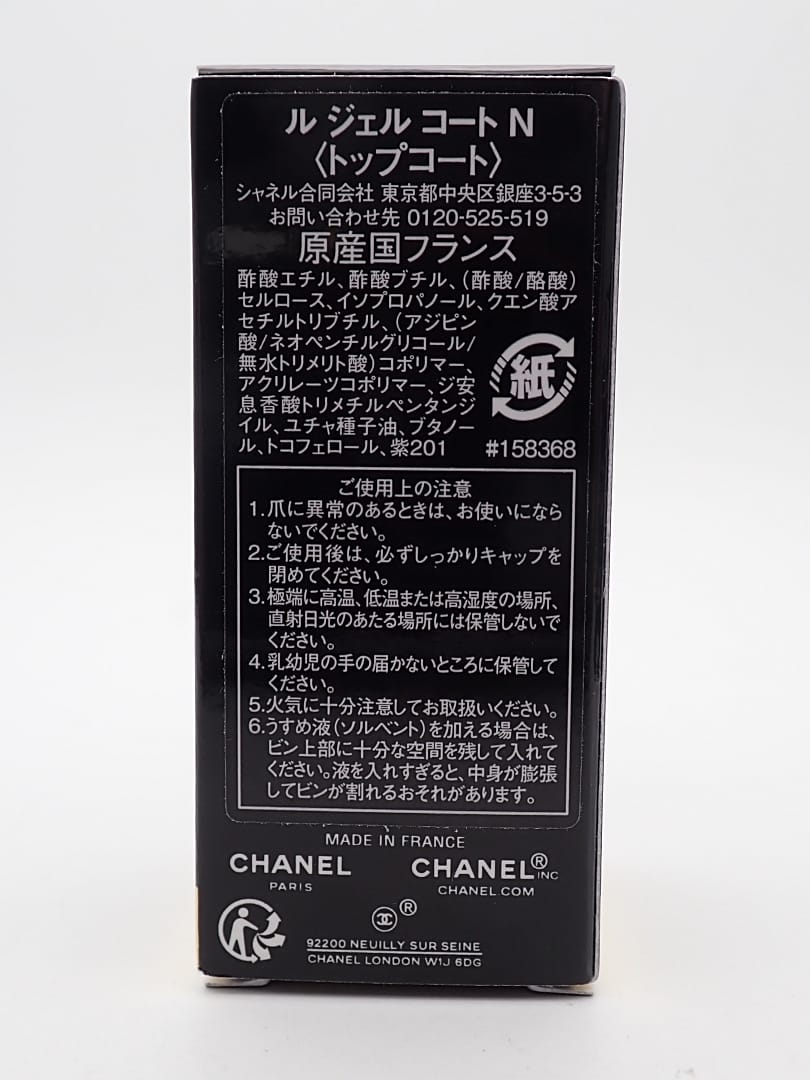 ル ジェル コート N
〈トップコート〉
シャネル合同会社 東京都中央区銀座3-5-3
お問い合わせ先 0120-525-519
原産国フランス
酢酸エチル、酢酸ブチル、(酢酸/酪酸)
セルロース、イソプロパノール、クエン酸ア
セチルトリブチル、(アジピン
酸/ネオペンチルグリコール/
無水トリメリト酸)コポリマー、
アクリレーツコポリマー、ジ安
息香酸トリメチルペンタンジ
イル、ユチャ種子油、ブタノー
ル、トコフェロール、紫201
紙
#158368
ご使用上の注意
1.爪に異常のあるときは、お使いになら
ないでください。
2.ご使用後は、必ずしっかりキャップを
閉めてください。
3.極端に高温、低温または高湿度の場所、
直射日光のあたる場所には保管しないで
ください。
4.乳幼児の手の届かないところに保管して
ください。
5.火気に十分注意してお取扱いください。
6.うすめ液(ソルベント)を加える場合は、
ビン上部に十分な空間を残して入れて
ください。液を入れすぎると、中身が膨張
してビンが割れるおそれがあります。
MADE IN FRANCE
CHANEL
PARIS
CHANEL® INC
CHANEL.COM
®
92200 NEUILLY SUR SEINE
CHANEL LONDON W1J 6DG